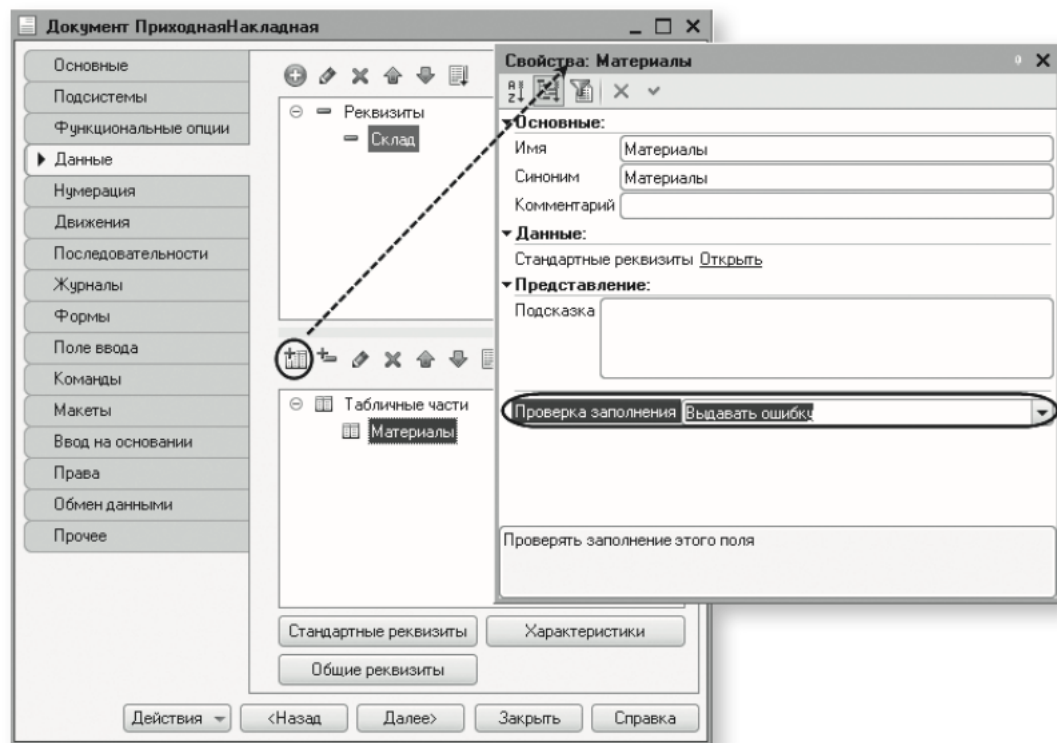 Документ ПриходнаяНакладная
Основные
Подсистемы
Функциональные опции
Данные
Нумерация
Движения
Последовательности
Журналы
Формы
Поле ввода
Команды
Макеты
Ввод на основании
Права
Обмен данными
Прочее
Реквизиты
Склад
Табличные части
Материалы
Стандартные реквизиты
Характеристики
Общие реквизиты
Действия
<Назад
Далее>
Закрыть
Справка
Свойства: Материалы
Основные:
Имя Материалы
Синоним Материалы
Комментарий
Данные:
Стандартные реквизиты Открыть
Представление:
Подсказка
Проверка заполнения Выдавать ошибку
Проверять заполнение этого поля